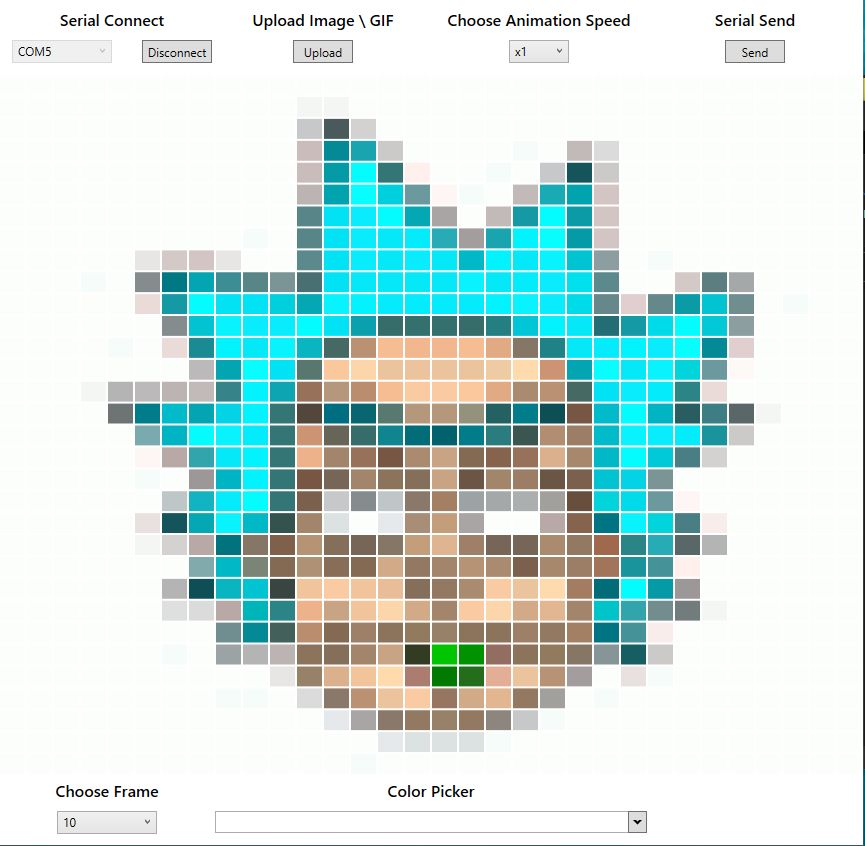 Serial Connect Upload Image \ GIF Choose Animation Speed Serial Send
COM5 Disconnect Upload x1 Send
Choose Frame Color Picker
10